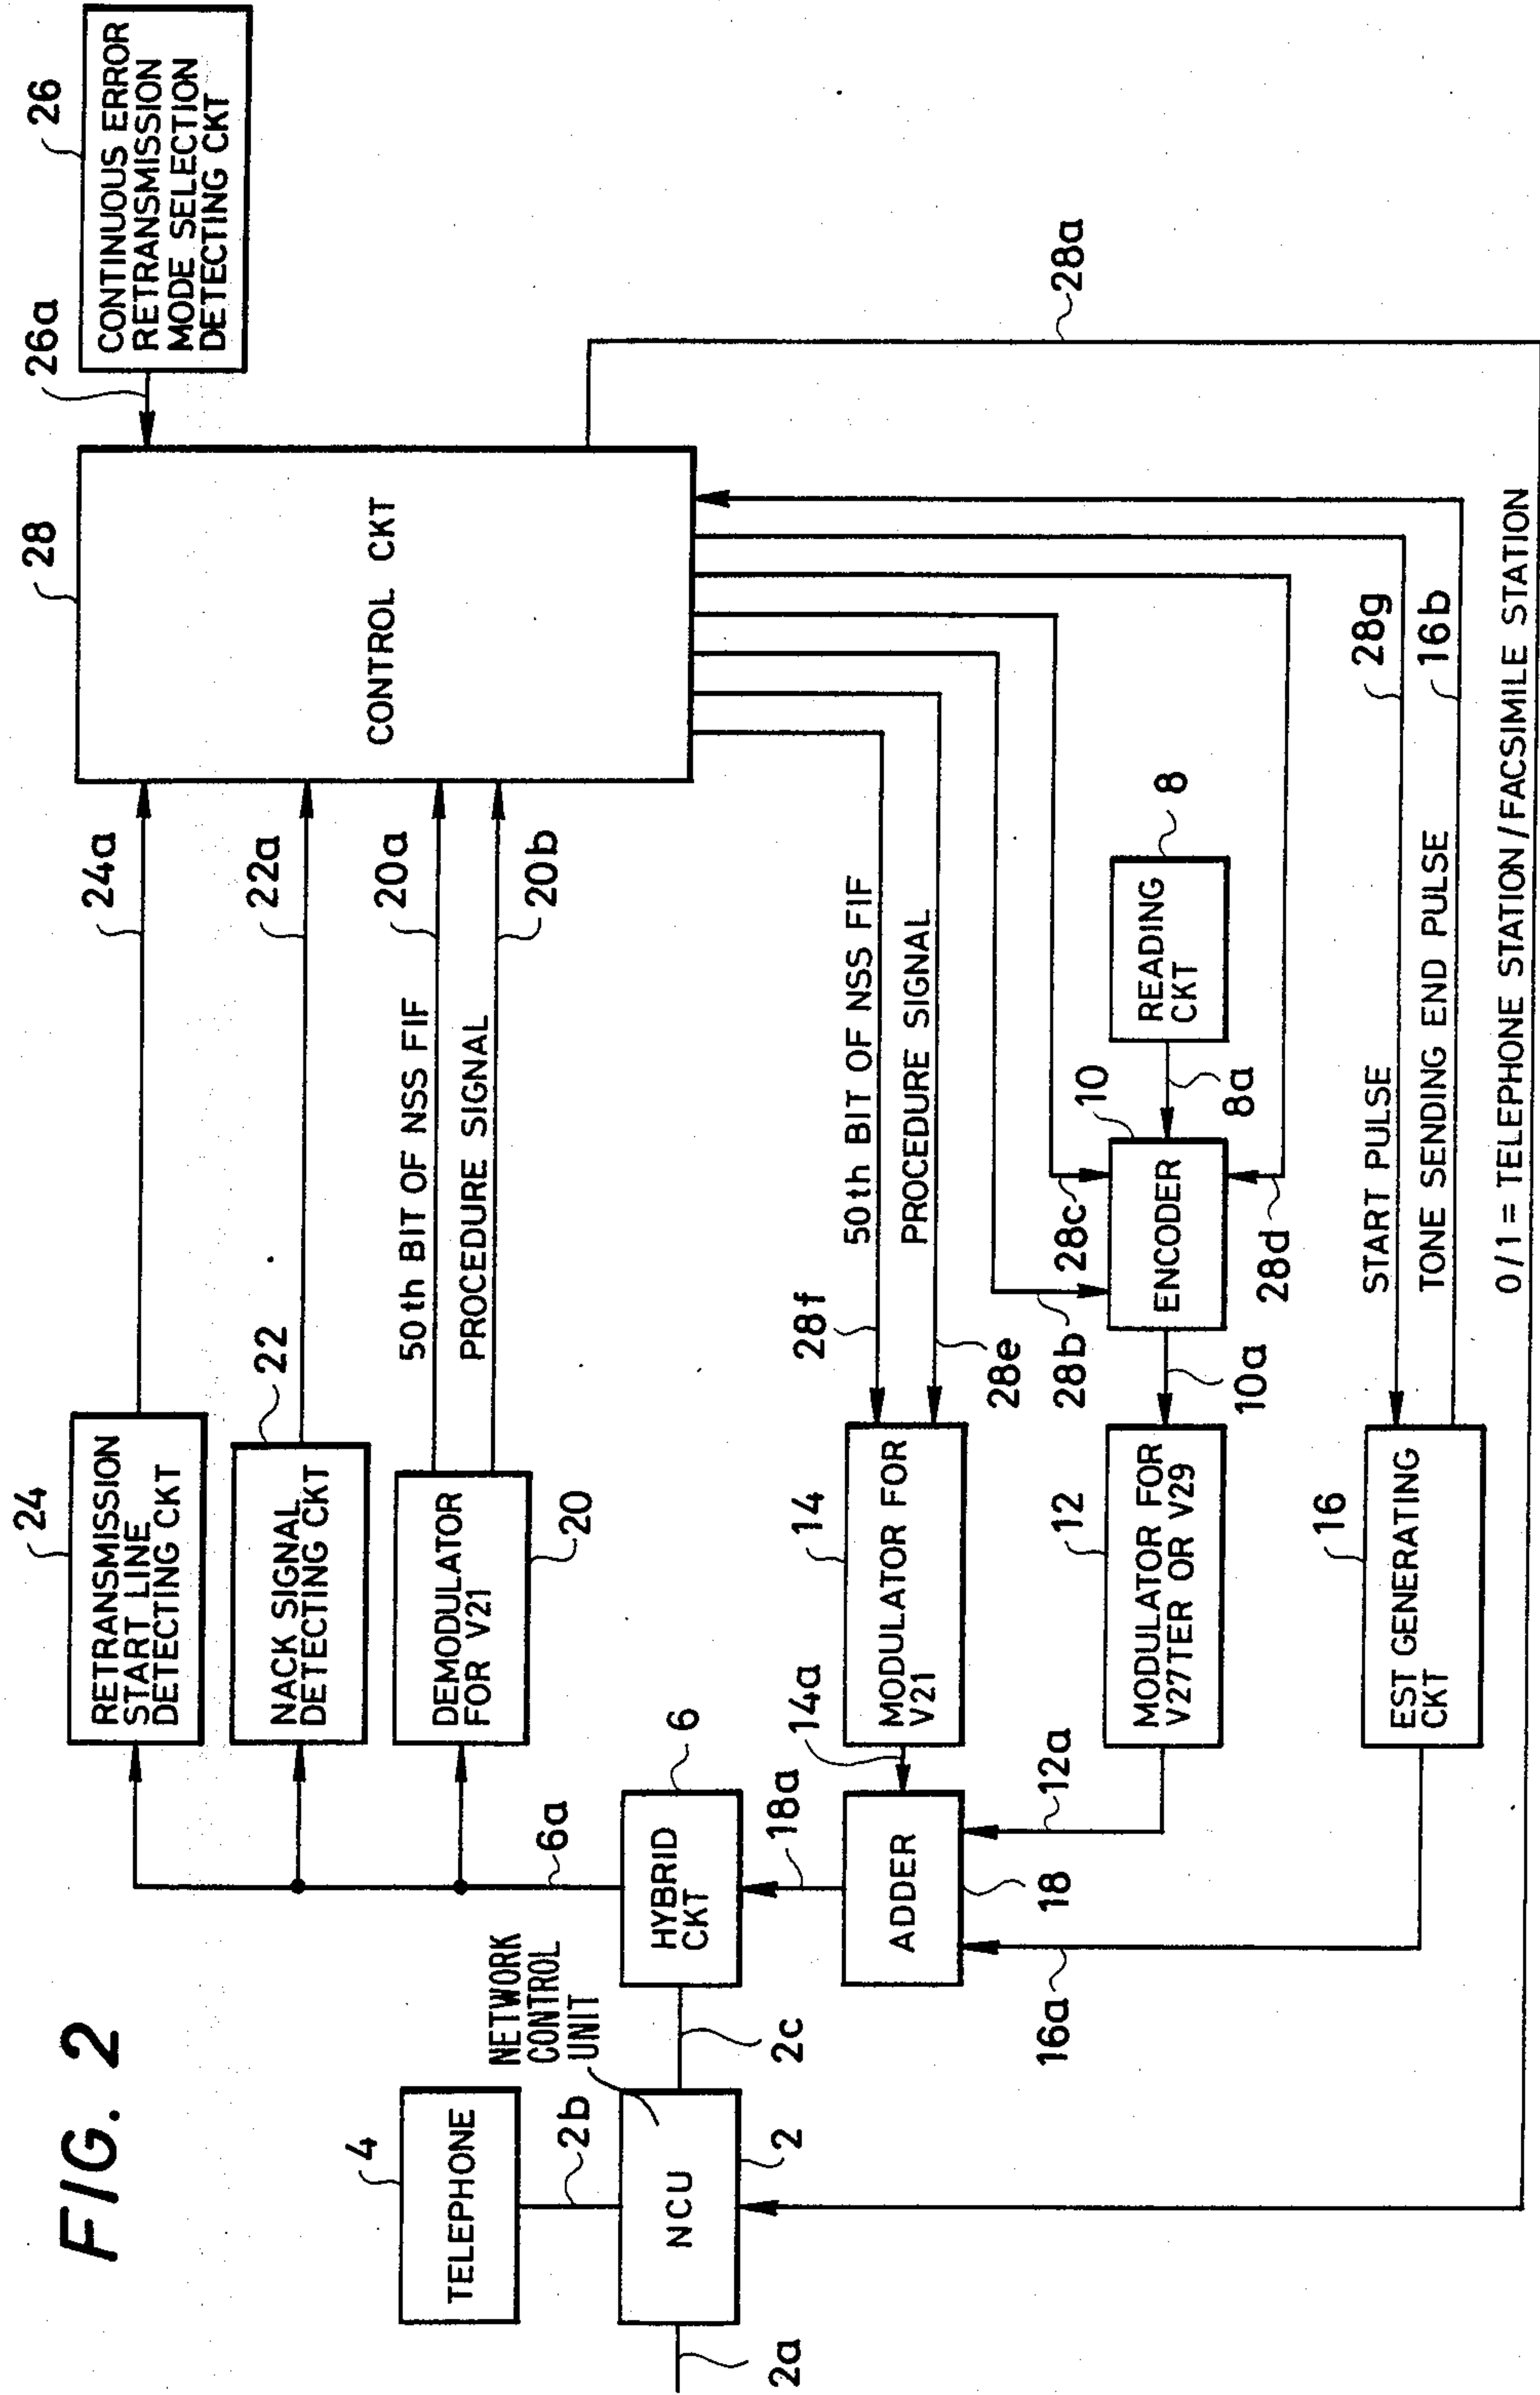 FIG. 2
24
RETRANSMISSION
START LINE
DETECTING CKT
24a
28
CONTROL CKT
26a
26
CONTINUOUS ERROR
RETRANSMISSION
MODE SELECTION
DETECTING CKT
22
NACK SIGNAL
DETECTING CKT
22a
DEMODULATOR
FOR V21
20
50th BIT OF NSS FIF
20a
PROCEDURE SIGNAL
20b
4
TELEPHONE
2b
NETWORK
CONTROL
UNIT
NCU
2
2a
2c
6a
HYBRID
CKT
6
18a
ADDER
18
14a
14
MODULATOR FOR
V21
28f
50th BIT OF NSS FIF
28e
PROCEDURE SIGNAL
12a
12
MODULATOR FOR
V27TER OR V29
10a
28b
28c
10
ENCODER
28d
8a
READING
CKT
8
16a
16
EST GENERATING
CKT
START PULSE
28g
TONE SENDING END PULSE
16b
28a
0/1 = TELEPHONE STATION / FACSIMILE STATION